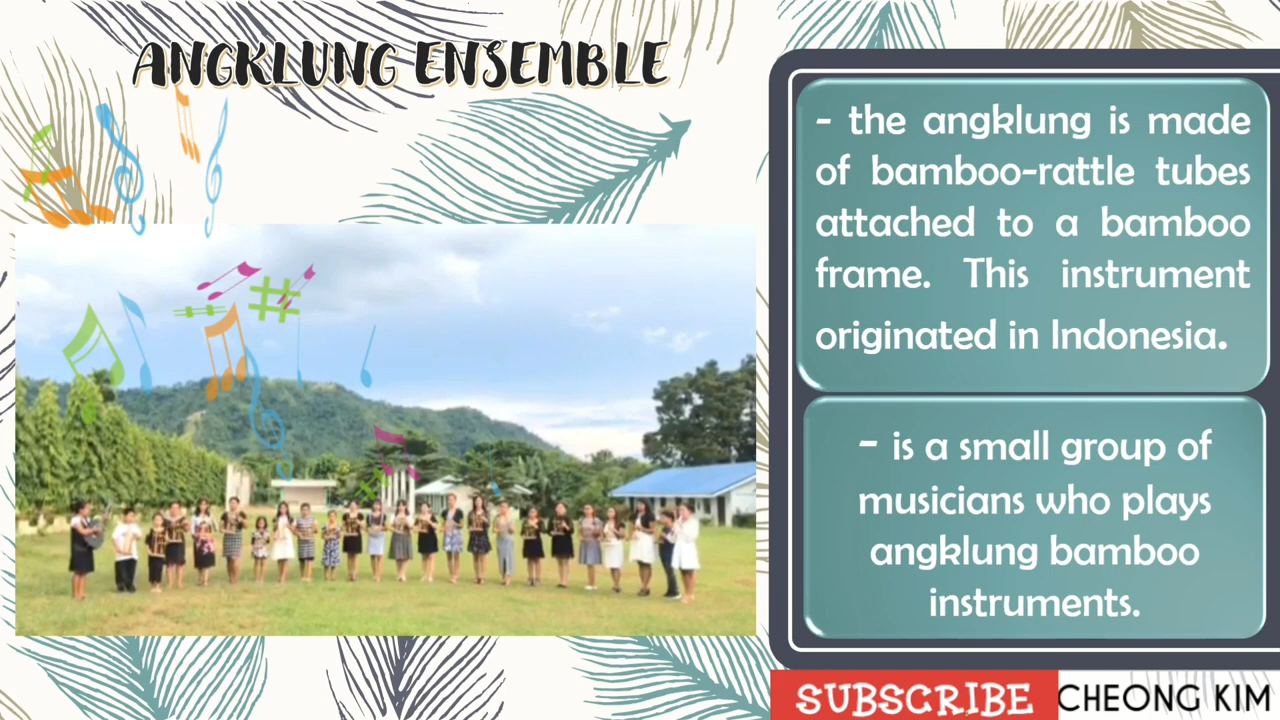 ANGKLUNG ENSEMBLE
- the angklung is made
of bamboo-rattle tubes
attached to a bamboo
frame. This instrument
originated in Indonesia.
- is a small group of
musicians who plays
angklung bamboo
instruments.
SUBSCRIBE CHEONG KIM